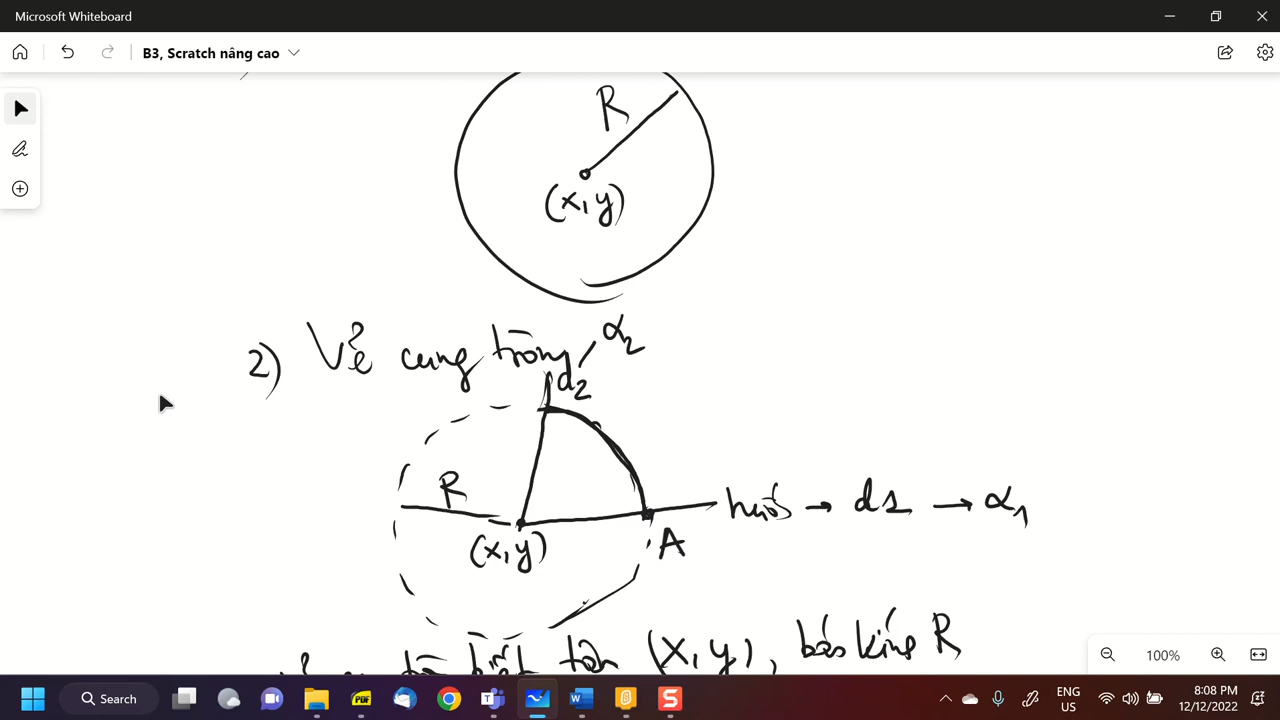 Microsoft Whiteboard
B3, Scratch nâng cao
R
(x,y)
2) Vẽ cung tròn
α2
d2
R
(x,y)
A
hướng → d1 → α1
biết tâm (x,y), bán kính R
100%
Search
ENG
US
8:08 PM
12/12/2022